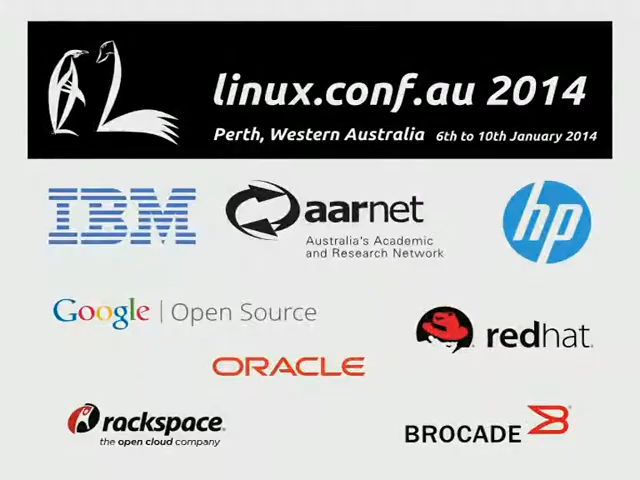 linux.conf.au 2014
Perth, Western Australia 6th to 10th January 2014
IBM
aarnet
Australia's Academic
and Research Network
hp
Google | Open Source
redhat.
ORACLE
rackspace.
the open cloud company
BROCADE